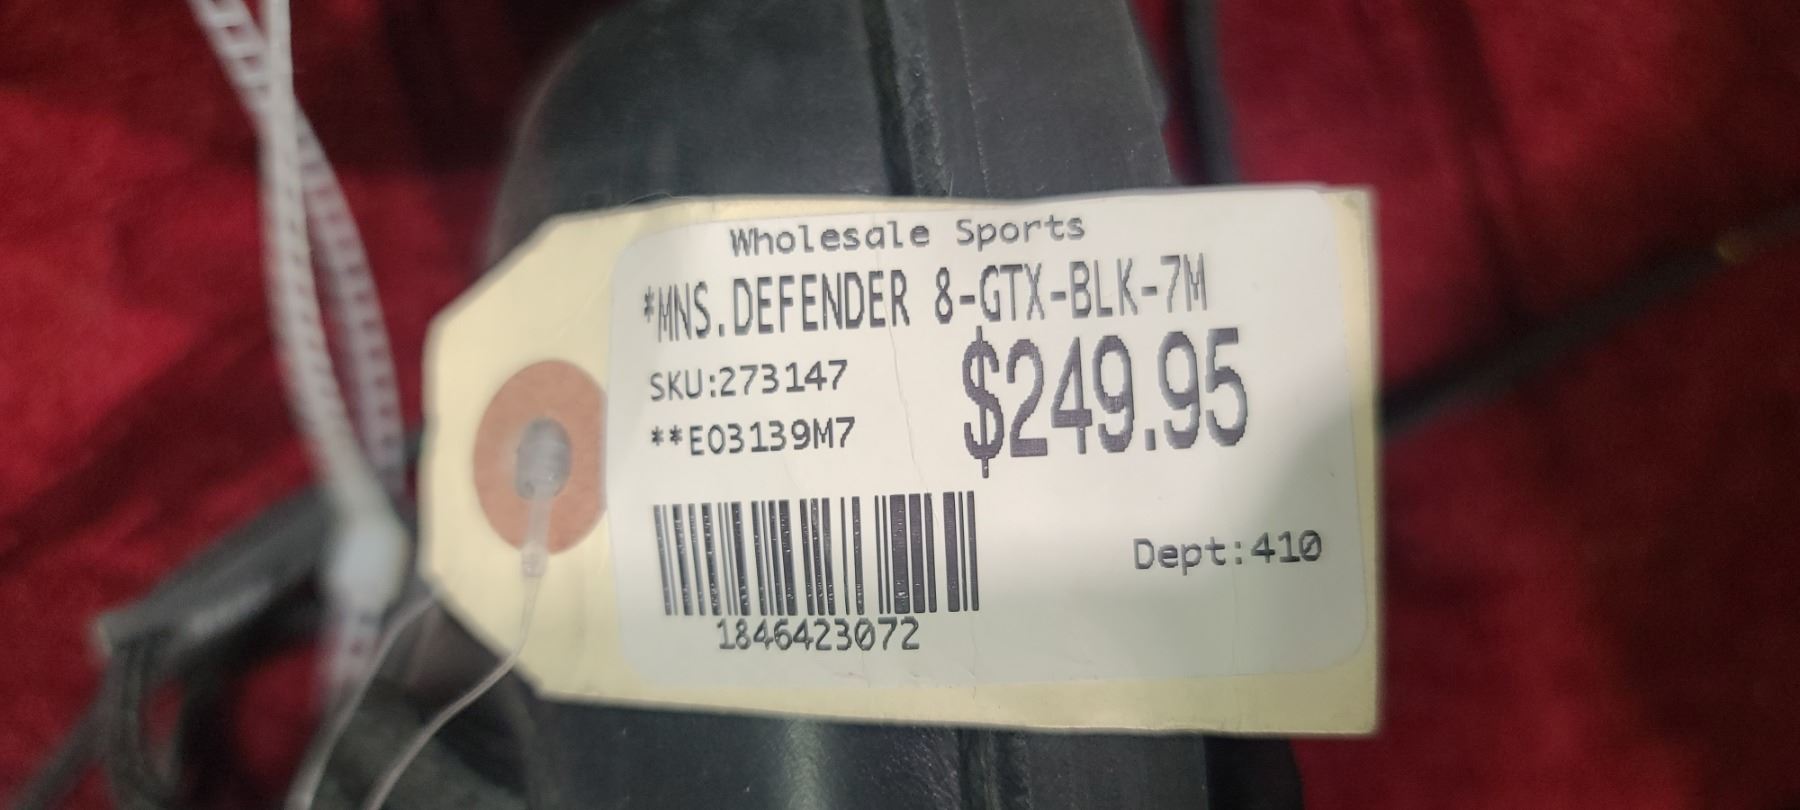 Wholesale Sports
*MNS.DEFENDER 8-GTX-BLK-7M
SKU:273147
$249.95
**E03139M7
Dept:410
1846423072